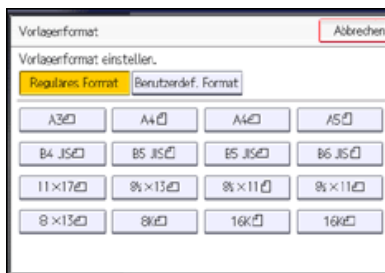 Vorlagenformat Abbrechen
Vorlagenformat einstellen.
Reguläres Format Benutzerdef. Format
A3 A4 A4 A5
B4 JIS B5 JIS B5 JIS B6 JIS
11×17 8½×13 8½×11 8½×11
8×13 8K 16K 16K